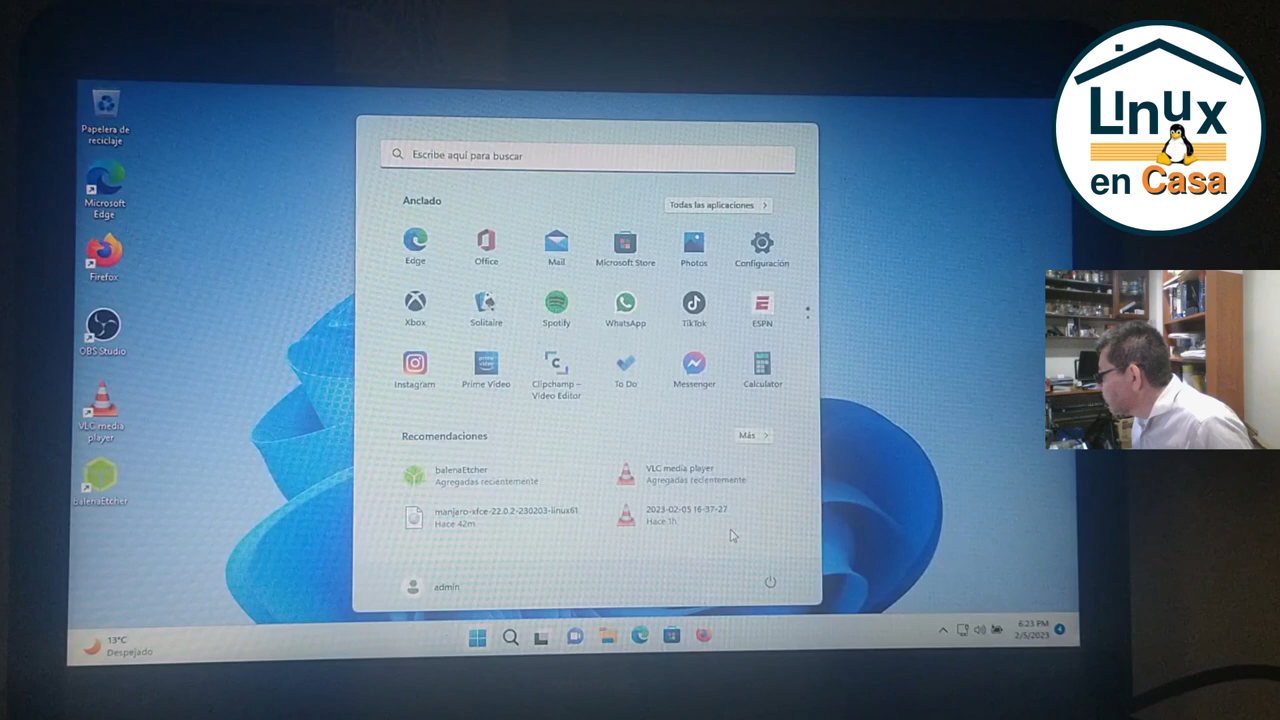 Papelera de
reciclaje
Microsoft
Edge
Firefox
OBS Studio
VLC media
player
balenaEtcher
Escribe aquí para buscar
Anclado
Todas las aplicaciones
Edge
Office
Mail
Microsoft Store
Photos
Configuración
Xbox
Solitaire
Spotify
WhatsApp
TikTok
ESPN
Instagram
prime video
Prime Video
Clipchamp –
Video Editor
To Do
Messenger
Calculator
Recomendaciones
Más
balenaEtcher
Agregadas recientemente
VLC media player
Agregadas recientemente
manjaro-xfce-22.0.2-230203-linux61
Hace 42m
2023-02-05 16-37-27
Hace 1h
admin
13°C
Despejado
6:23 PM
2/5/2023
4
Linux
en Casa